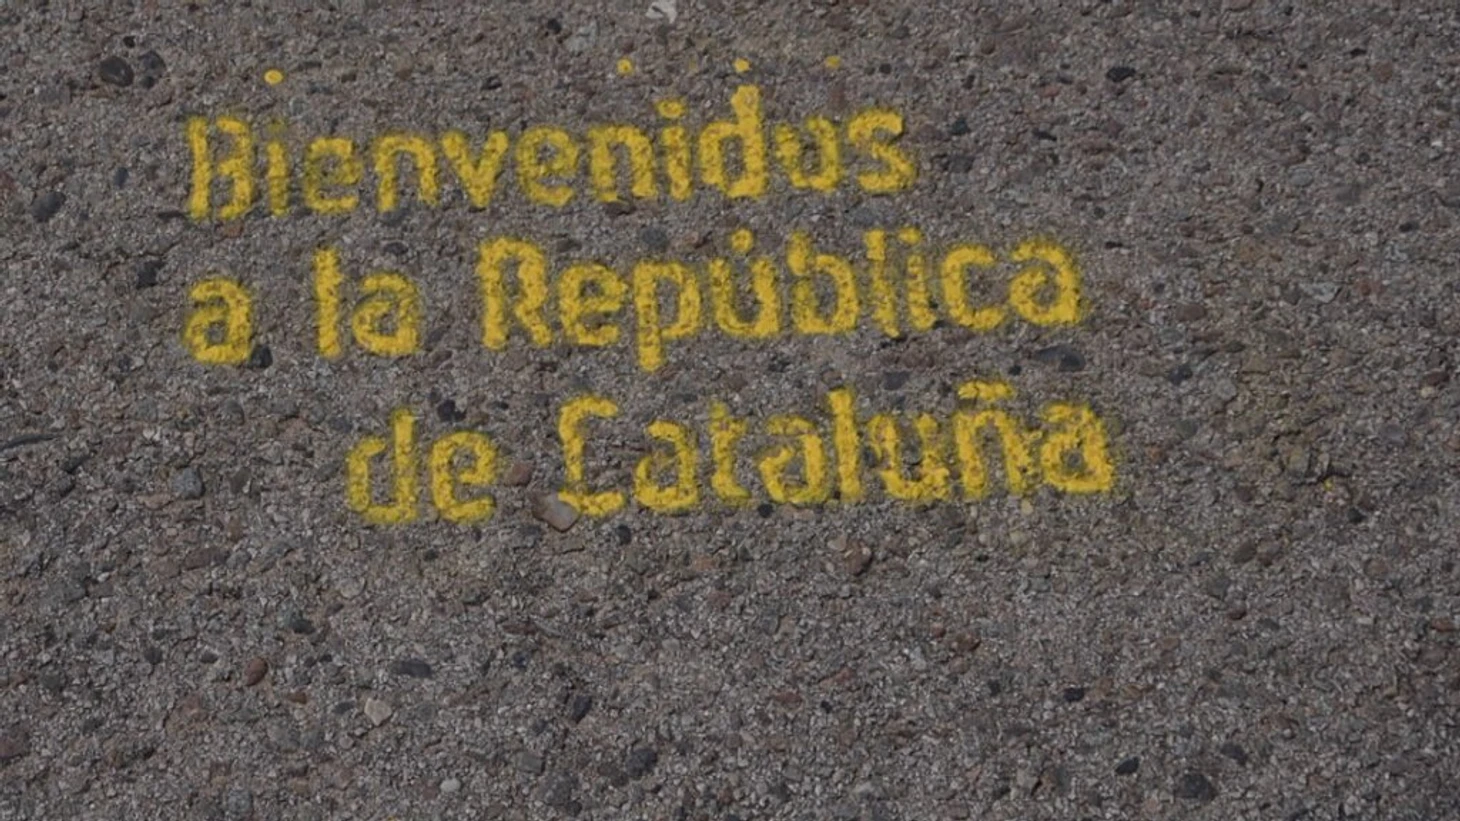 Bienvenidos
a la República
de Cataluña